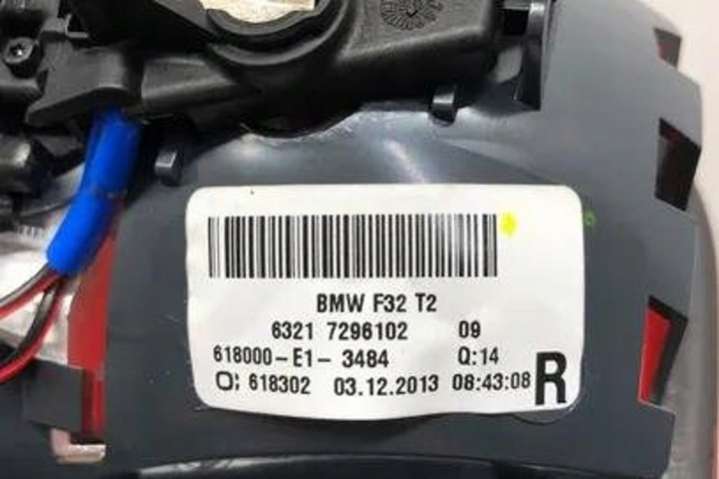 BMW F32 T2
6321 7296102 09
618000-E1-3484 Q:14
O: 618302 03.12.2013 08:43:08 R